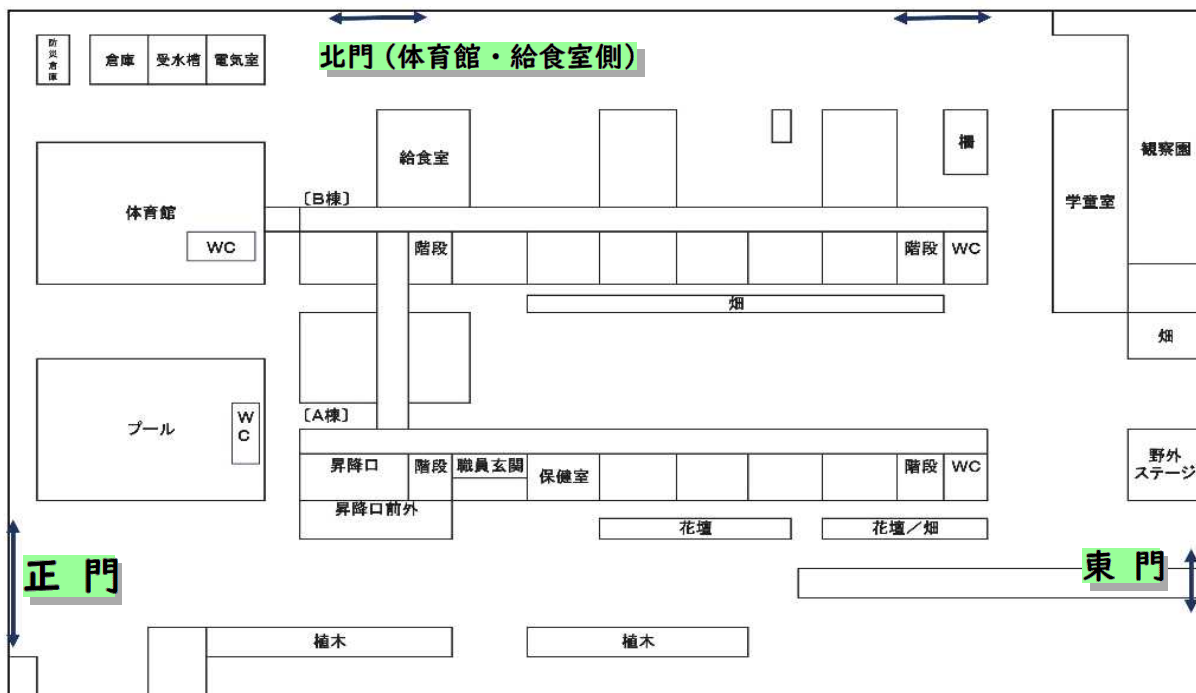 北門（体育館・給食室側）
防災倉庫
倉庫
受水槽
電気室
給食室
柵
観察園
学童室
体育館
WC
〔B棟〕
階段
階段
WC
畑
畑
プール
WC
〔A棟〕
昇降口
階段
職員玄関
保健室
階段
WC
野外
ステージ
昇降口前外
花壇
花壇／畑
正 門
東 門
植木
植木